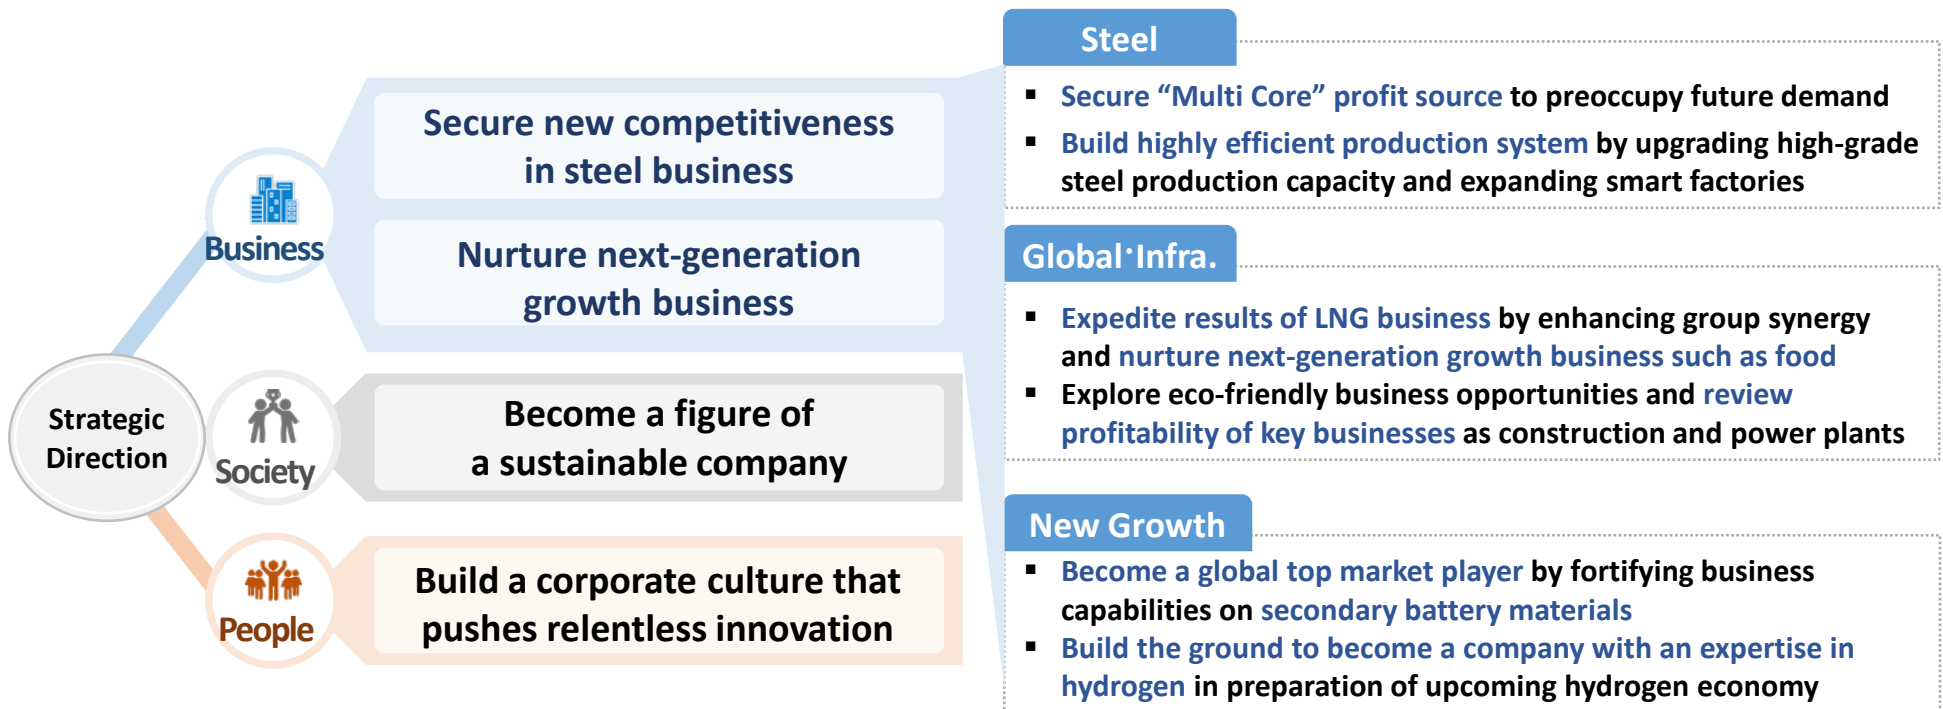 Strategic
Direction
Business
Secure new competitiveness
in steel business
Nurture next-generation
growth business
Society
Become a figure of
a sustainable company
People
Build a corporate culture that
pushes relentless innovation
Steel
▪ Secure “Multi Core” profit source to preoccupy future demand
▪ Build highly efficient production system by upgrading high-grade
steel production capacity and expanding smart factories
Global·Infra.
▪ Expedite results of LNG business by enhancing group synergy
and nurture next-generation growth business such as food
▪ Explore eco-friendly business opportunities and review
profitability of key businesses as construction and power plants
New Growth
▪ Become a global top market player by fortifying business
capabilities on secondary battery materials
▪ Build the ground to become a company with an expertise in
hydrogen in preparation of upcoming hydrogen economy